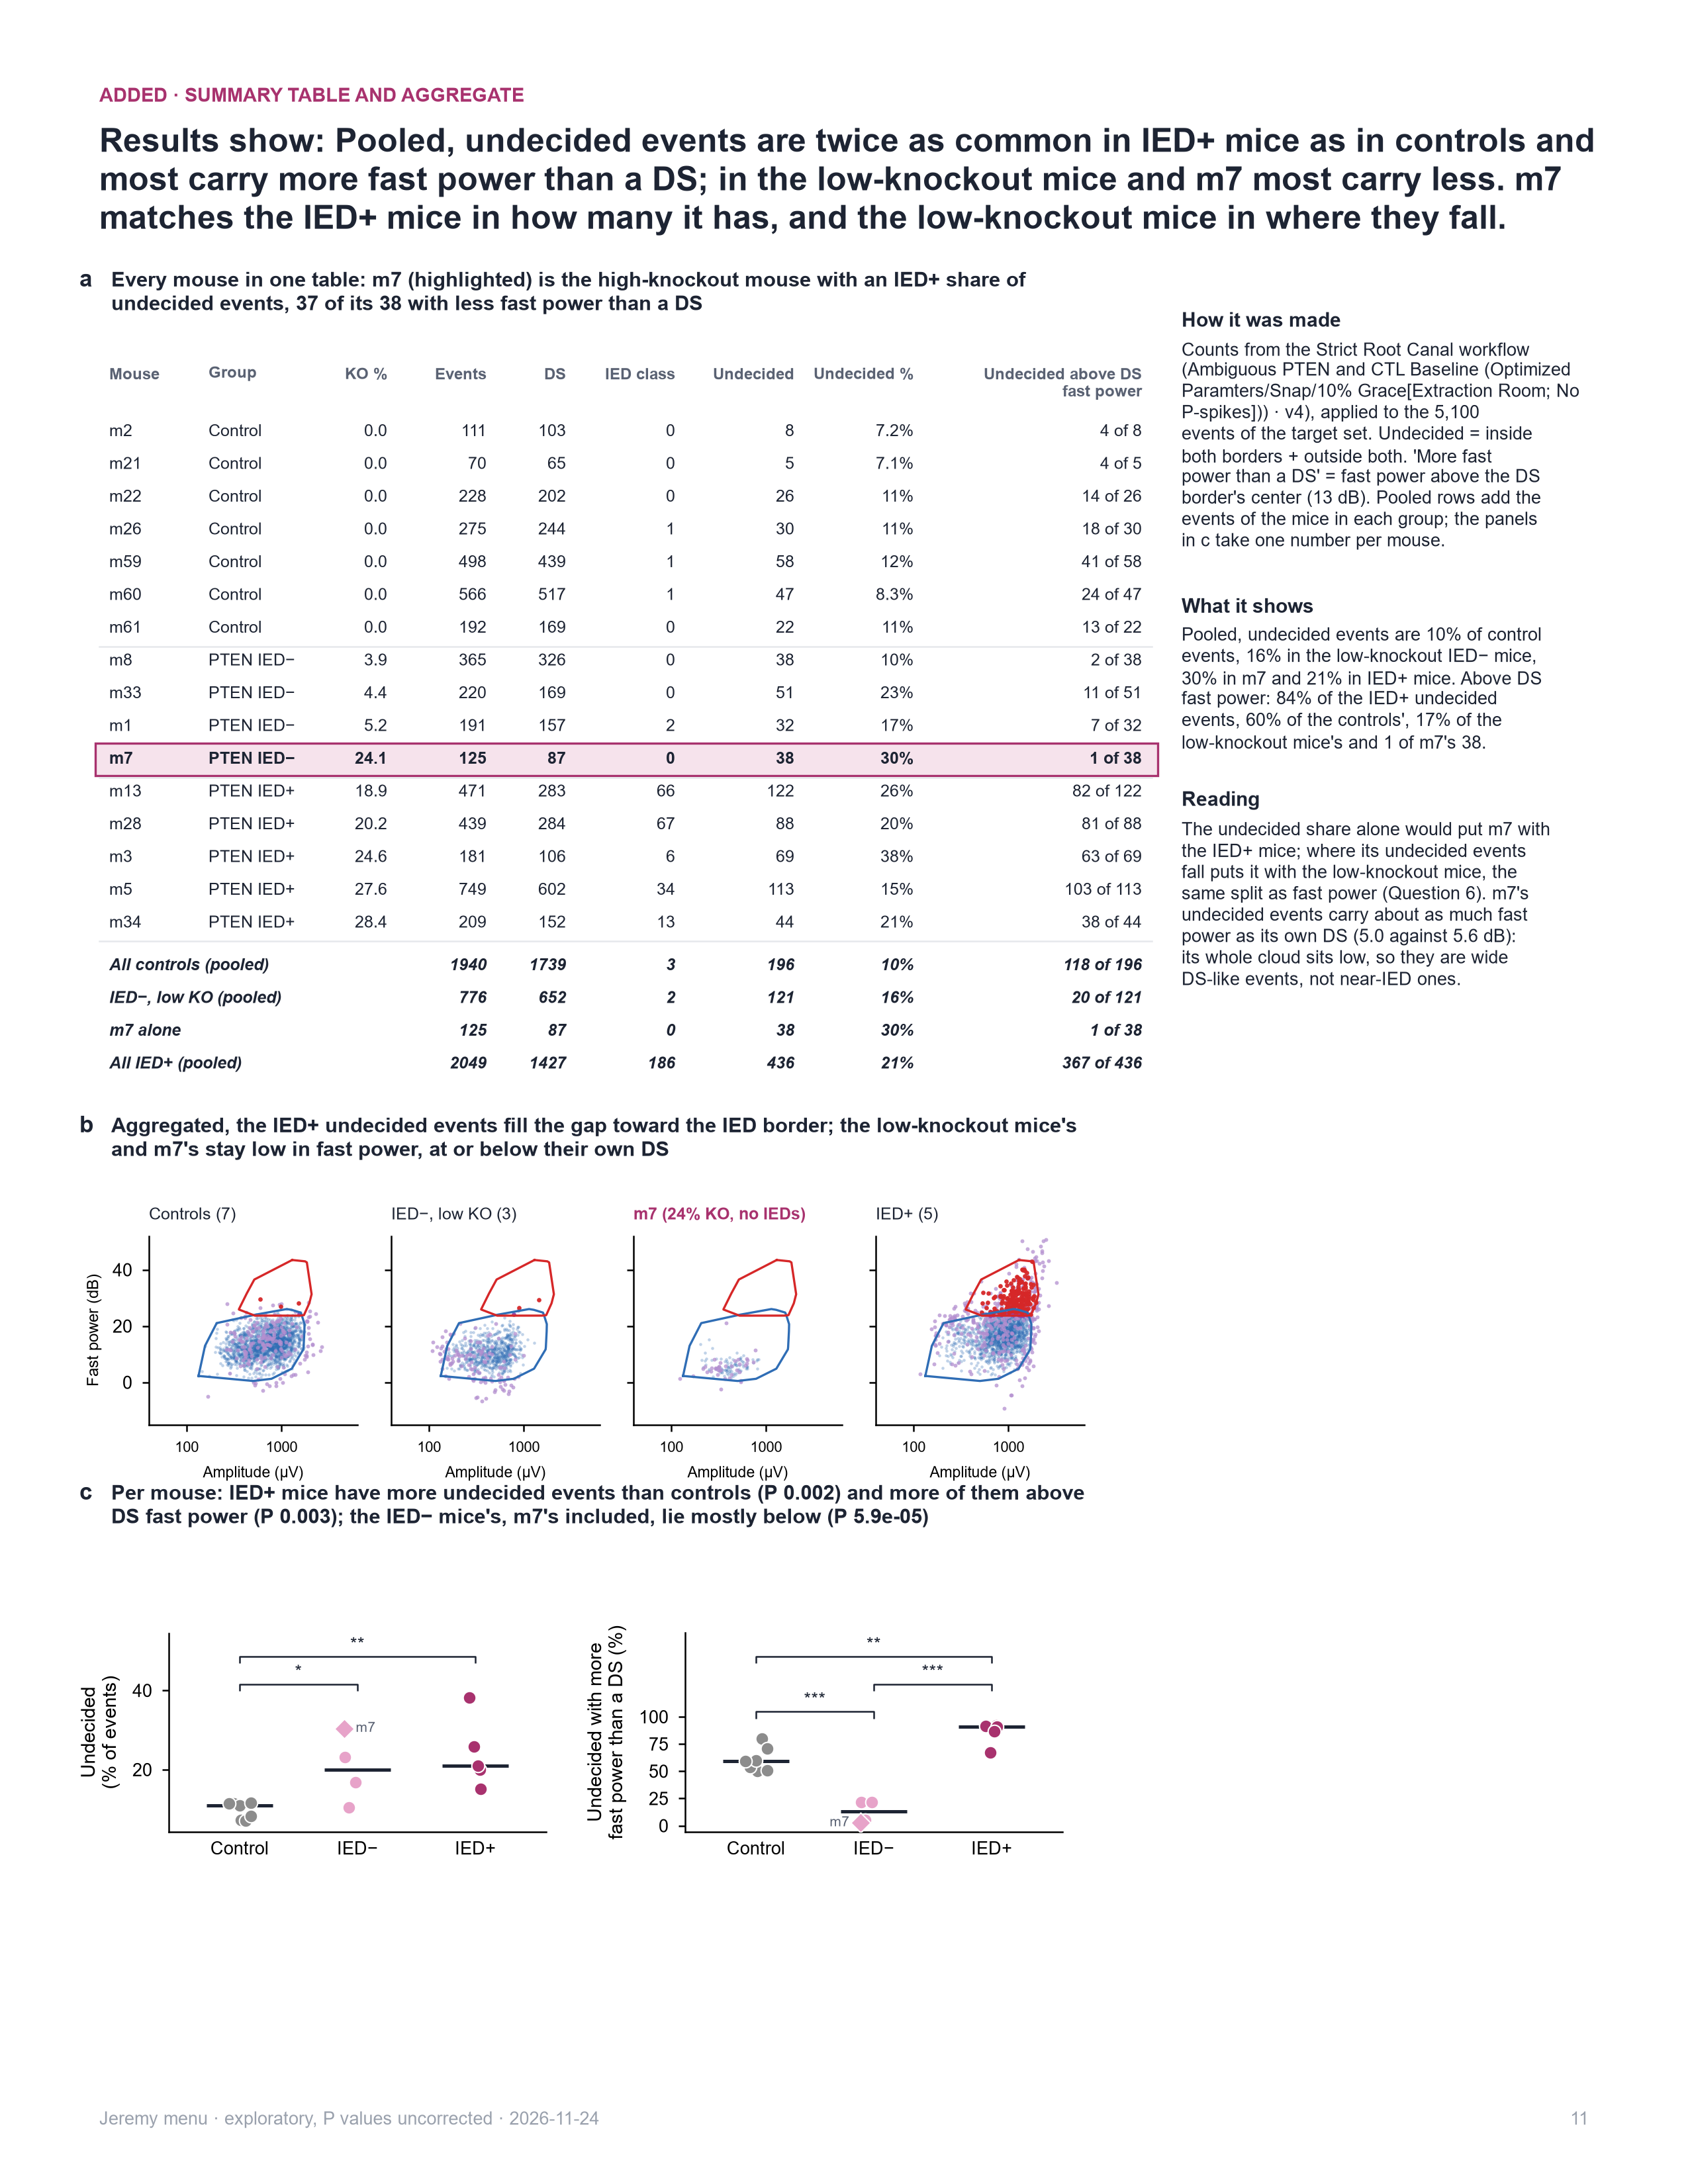 ADDED · SUMMARY TABLE AND AGGREGATE
Results show: Pooled, undecided events are twice as common in IED+ mice as in controls and
most carry more fast power than a DS; in the low-knockout mice and m7 most carry less. m7
matches the IED+ mice in how many it has, and the low-knockout mice in where they fall.
a Every mouse in one table: m7 (highlighted) is the high-knockout mouse with an IED+ share of
undecided events, 37 of its 38 with less fast power than a DS
Mouse Group KO % Events DS IED class Undecided Undecided % Undecided above DS
fast power
m2 Control 0.0 111 103 0 8 7.2% 4 of 8
m21 Control 0.0 70 65 0 5 7.1% 4 of 5
m22 Control 0.0 228 202 0 26 11% 14 of 26
m26 Control 0.0 275 244 1 30 11% 18 of 30
m59 Control 0.0 498 439 1 58 12% 41 of 58
m60 Control 0.0 566 517 1 47 8.3% 24 of 47
m61 Control 0.0 192 169 0 22 11% 13 of 22
m8 PTEN IED− 3.9 365 326 0 38 10% 2 of 38
m33 PTEN IED− 4.4 220 169 0 51 23% 11 of 51
m1 PTEN IED− 5.2 191 157 2 32 17% 7 of 32
m7 PTEN IED− 24.1 125 87 0 38 30% 1 of 38
m13 PTEN IED+ 18.9 471 283 66 122 26% 82 of 122
m28 PTEN IED+ 20.2 439 284 67 88 20% 81 of 88
m3 PTEN IED+ 24.6 181 106 6 69 38% 63 of 69
m5 PTEN IED+ 27.6 749 602 34 113 15% 103 of 113
m34 PTEN IED+ 28.4 209 152 13 44 21% 38 of 44
All controls (pooled) 1940 1739 3 196 10% 118 of 196
IED−, low KO (pooled) 776 652 2 121 16% 20 of 121
m7 alone 125 87 0 38 30% 1 of 38
All IED+ (pooled) 2049 1427 186 436 21% 367 of 436
How it was made
Counts from the Strict Root Canal workflow
(Ambiguous PTEN and CTL Baseline (Optimized
Paramters/Snap/10% Grace[Extraction Room; No
P-spikes])) · v4), applied to the 5,100
events of the target set. Undecided = inside
both borders + outside both. 'More fast
power than a DS' = fast power above the DS
border's center (13 dB). Pooled rows add the
events of the mice in each group; the panels
in c take one number per mouse.
What it shows
Pooled, undecided events are 10% of control
events, 16% in the low-knockout IED− mice,
30% in m7 and 21% in IED+ mice. Above DS
fast power: 84% of the IED+ undecided
events, 60% of the controls', 17% of the
low-knockout mice's and 1 of m7's 38.
Reading
The undecided share alone would put m7 with
the IED+ mice; where its undecided events
fall puts it with the low-knockout mice, the
same split as fast power (Question 6). m7's
undecided events carry about as much fast
power as its own DS (5.0 against 5.6 dB):
its whole cloud sits low, so they are wide
DS-like events, not near-IED ones.
b Aggregated, the IED+ undecided events fill the gap toward the IED border; the low-knockout mice's
and m7's stay low in fast power, at or below their own DS
Controls (7) IED−, low KO (3) m7 (24% KO, no IEDs) IED+ (5)
Fast power (dB)
40
20
0
100 1000 100 1000 100 1000 100 1000
Amplitude (µV) Amplitude (µV) Amplitude (µV) Amplitude (µV)
c Per mouse: IED+ mice have more undecided events than controls (P 0.002) and more of them above
DS fast power (P 0.003); the IED− mice's, m7's included, lie mostly below (P 5.9e-05)
Undecided
(% of events)
40
20
**
*
m7
Control IED− IED+
Undecided with more
fast power than a DS (%)
100
75
50
25
0
**
***
***
m7
Control IED− IED+
Jeremy menu · exploratory, P values uncorrected · 2026-11-24 11